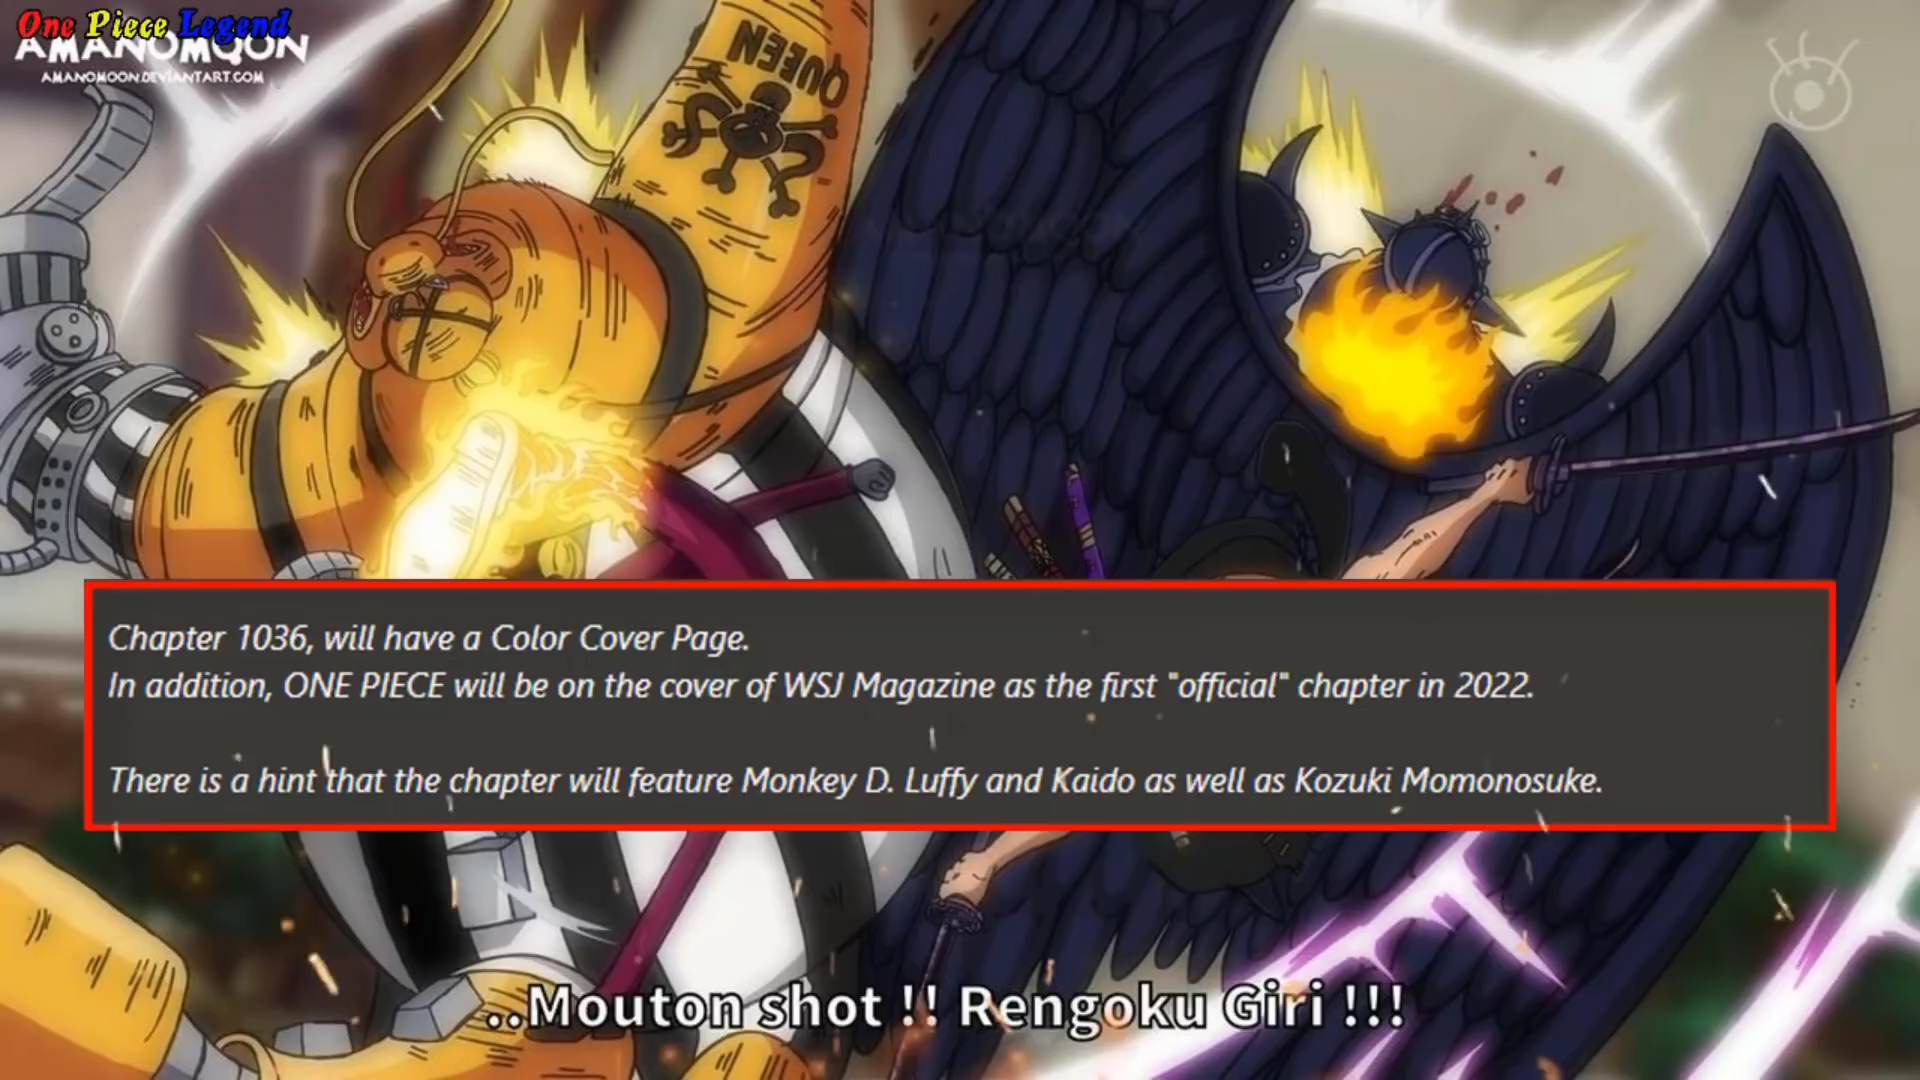 One Piece Legend
AMANOMOON
AMANOMOON.DEVIANTART.COM
QUEEN
Chapter 1036, will have a Color Cover Page.
In addition, ONE PIECE will be on the cover of WSJ Magazine as the first "official" chapter in 2022.
There is a hint that the chapter will feature Monkey D. Luffy and Kaido as well as Kozuki Momonosuke.
..Mouton shot !! Rengoku Giri !!!